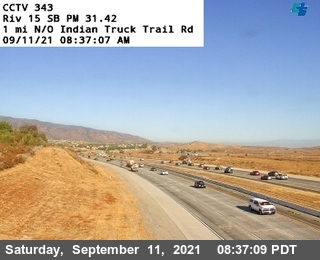 CCTV 343
Riv 15 SB PM 31.42
1 mi N/O Indian Truck Trail Rd
09/11/21 08:37:07 AM
Saturday, September 11, 2021 08:37:09 PDT